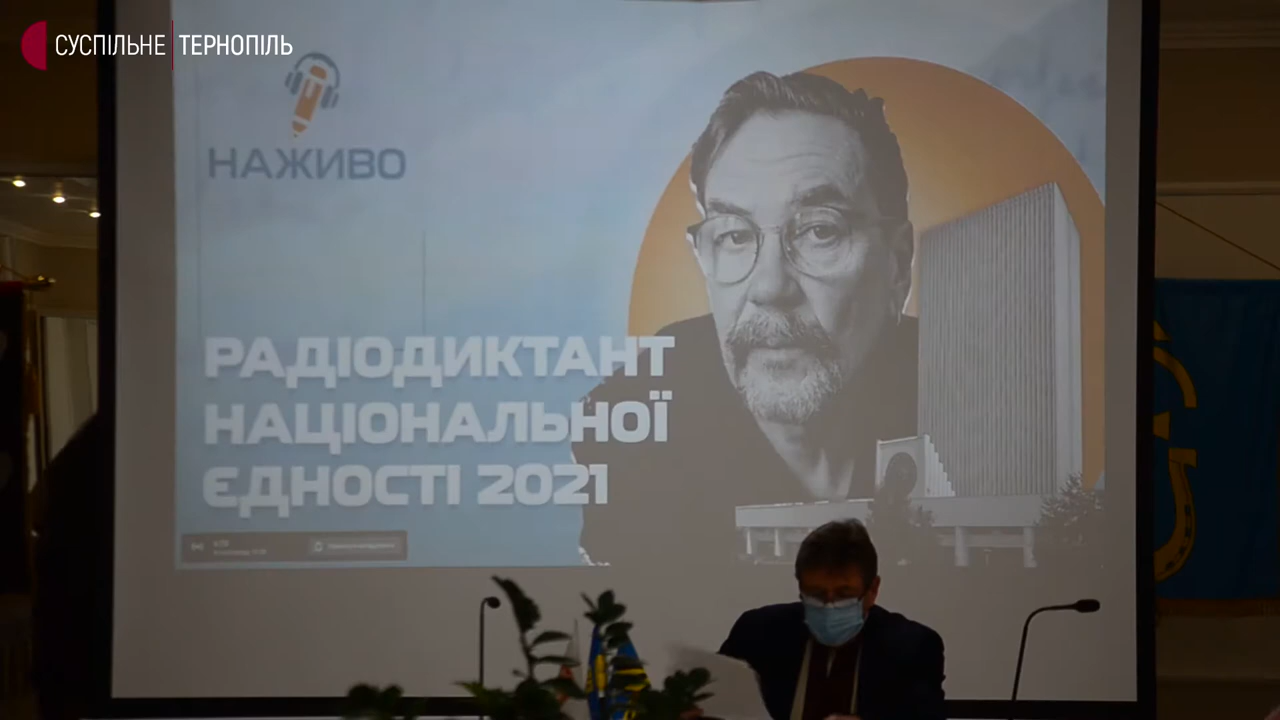 СУСПІЛЬНЕ ТЕРНОПІЛЬ
НАЖИВО
РАДІОДИКТАНТ
НАЦІОНАЛЬНОЇ
ЄДНОСТІ 2021